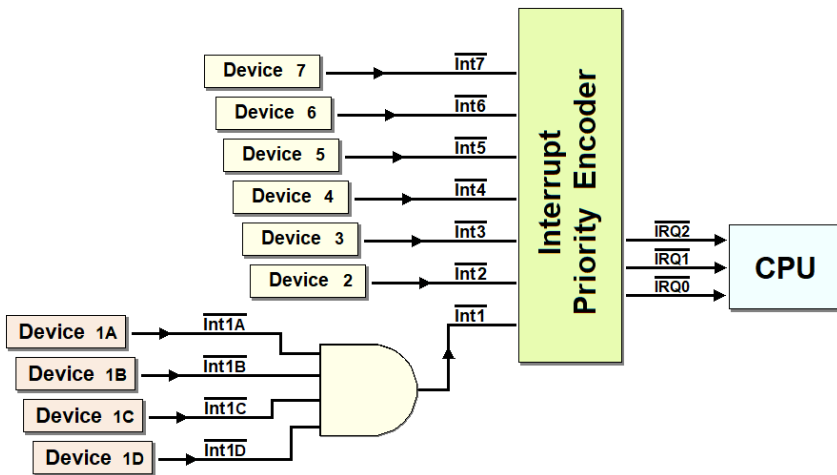 Device 7
Int7
Device 6
Int6
Device 5
Int5
Device 4
Int4
Device 3
Int3
Device 2
Int2
Int1
Interrupt
Priority Encoder
IRQ2
IRQ1
IRQ0
CPU
Device 1A
Int1A
Device 1B
Int1B
Device 1C
Int1C
Device 1D
Int1D